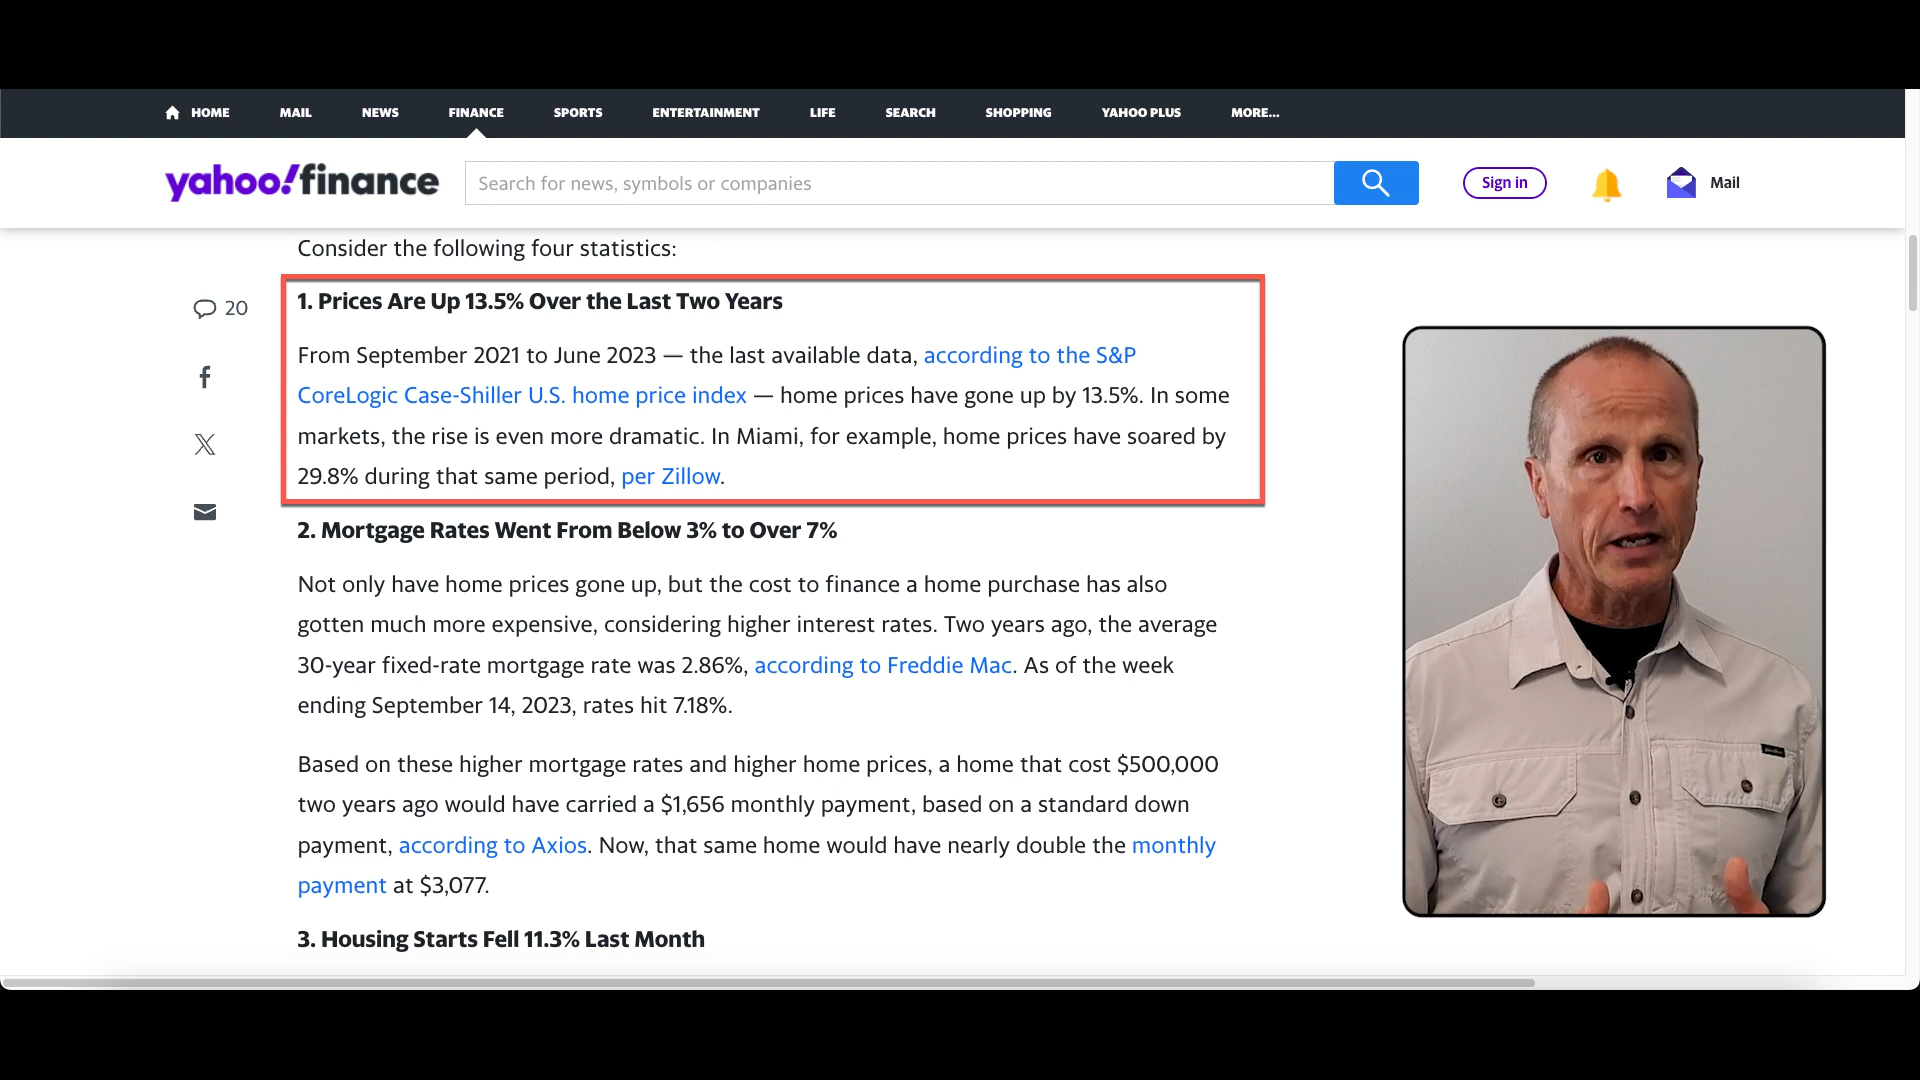 HOME MAIL NEWS FINANCE SPORTS ENTERTAINMENT LIFE SEARCH SHOPPING YAHOO PLUS MORE...
yahoo!finance
Search for news, symbols or companies
Sign in
Mail
Consider the following four statistics:
20
1. Prices Are Up 13.5% Over the Last Two Years
From September 2021 to June 2023 — the last available data, according to the S&P
CoreLogic Case-Shiller U.S. home price index — home prices have gone up by 13.5%. In some
markets, the rise is even more dramatic. In Miami, for example, home prices have soared by
29.8% during that same period, per Zillow.
2. Mortgage Rates Went From Below 3% to Over 7%
Not only have home prices gone up, but the cost to finance a home purchase has also
gotten much more expensive, considering higher interest rates. Two years ago, the average
30-year fixed-rate mortgage rate was 2.86%, according to Freddie Mac. As of the week
ending September 14, 2023, rates hit 7.18%.
Based on these higher mortgage rates and higher home prices, a home that cost $500,000
two years ago would have carried a $1,656 monthly payment, based on a standard down
payment, according to Axios. Now, that same home would have nearly double the monthly
payment at $3,077.
3. Housing Starts Fell 11.3% Last Month